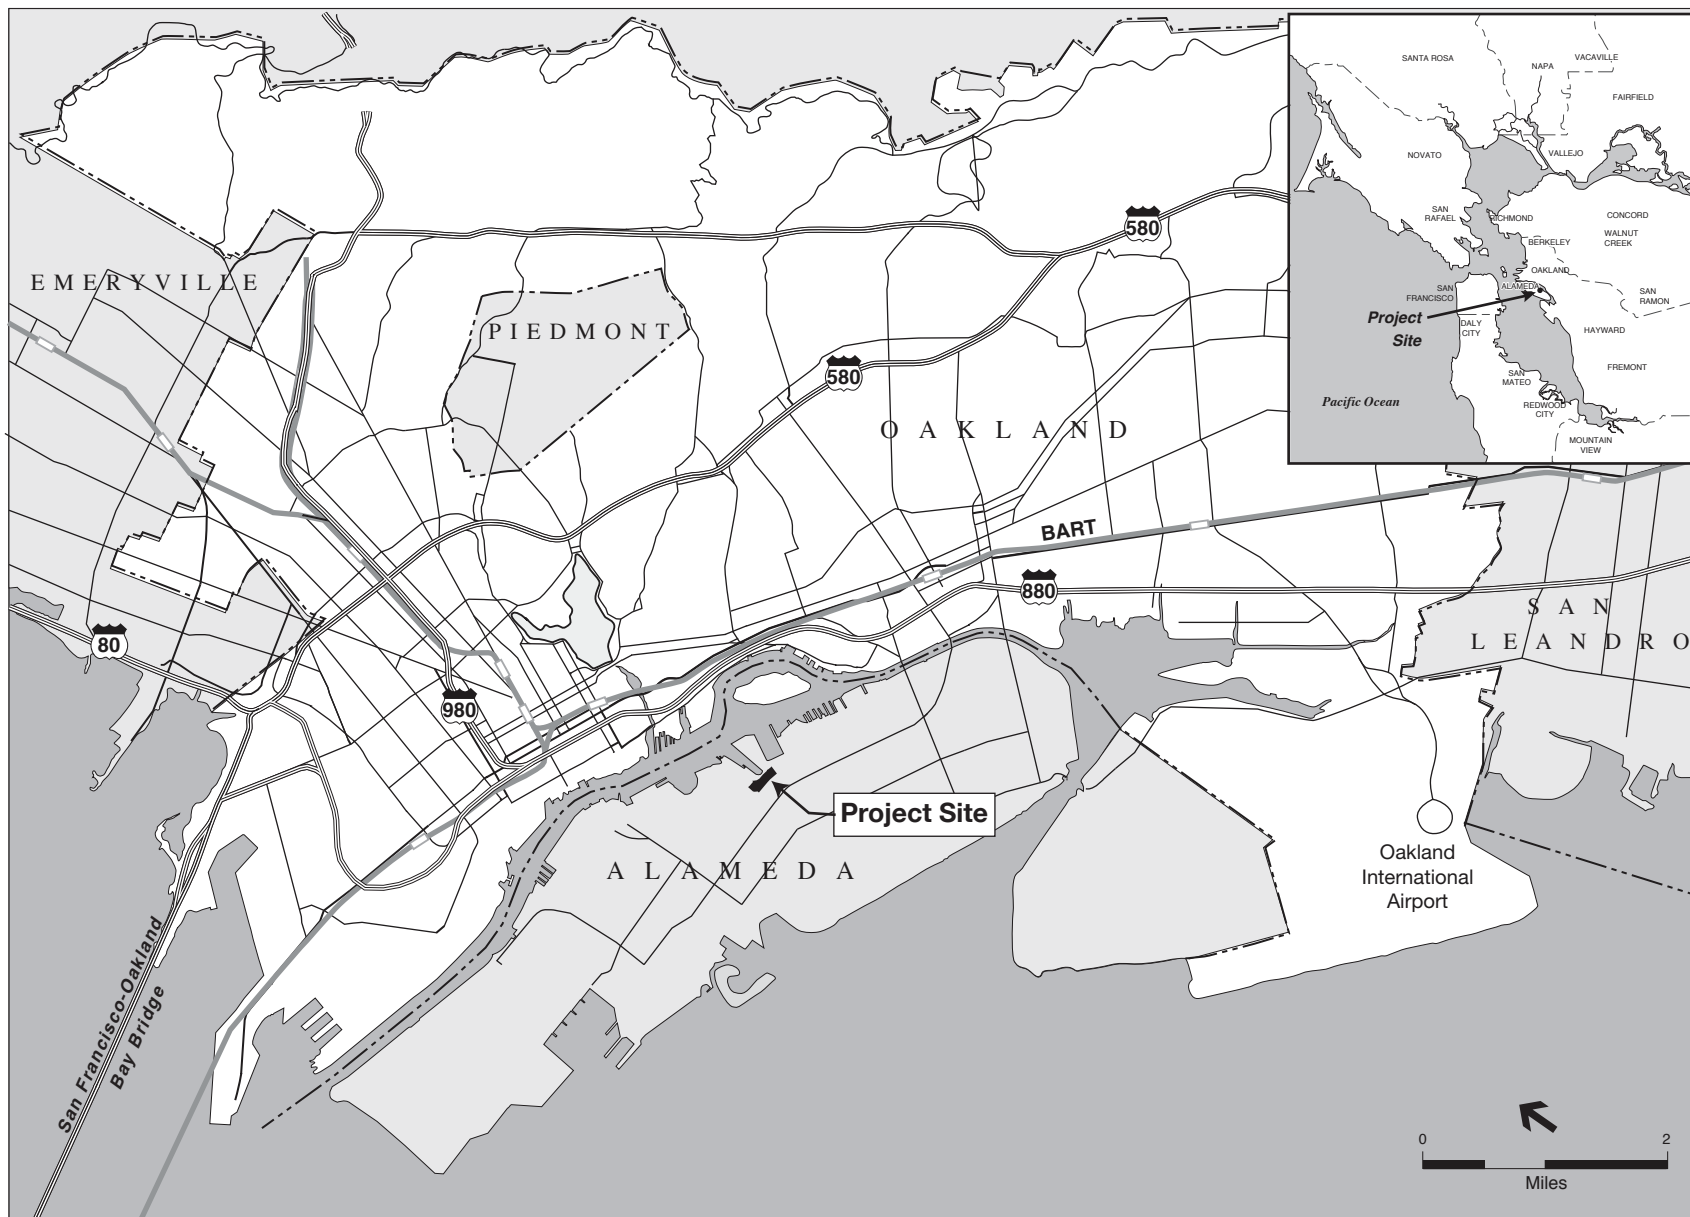 EMERYVILLE
PIEDMONT
OAKLAND
580
580
BART
880
SAN
LEANDRO
80
980
Project Site
ALAMEDA
Oakland
International
Airport
San Francisco-Oakland
Bay Bridge
0 2
Miles
SANTA ROSA
NAPA
VACAVILLE
FAIRFIELD
NOVATO
VALLEJO
SAN
RAFAEL
RICHMOND
CONCORD
WALNUT
CREEK
BERKELEY
OAKLAND
ALAMEDA
SAN
FRANCISCO
SAN
RAMON
Project
Site
DALY
CITY
HAYWARD
SAN
MATEO
FREMONT
REDWOOD
CITY
Pacific Ocean
MOUNTAIN
VIEW